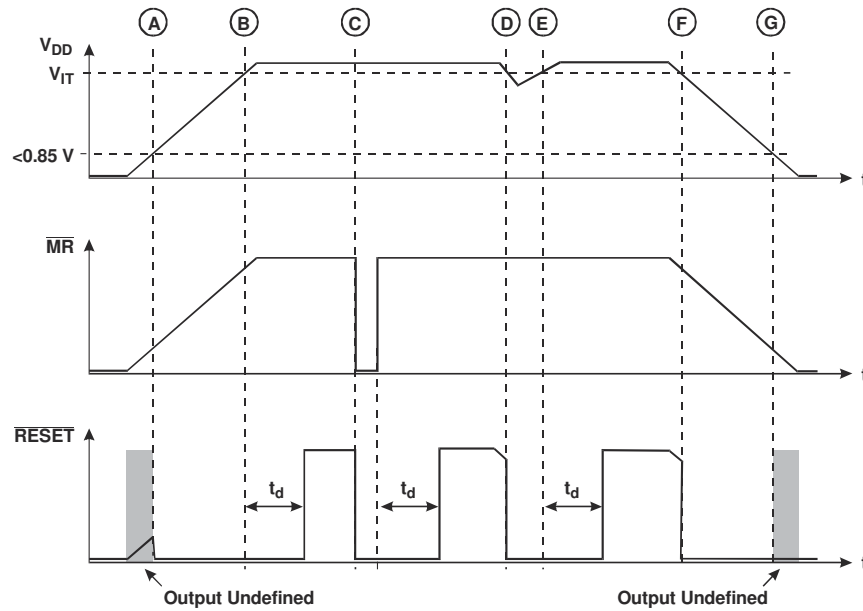 A B C D E F G
VDD
VIT
<0.85 V
t
MR
t
RESET
td td td
t
Output Undefined Output Undefined